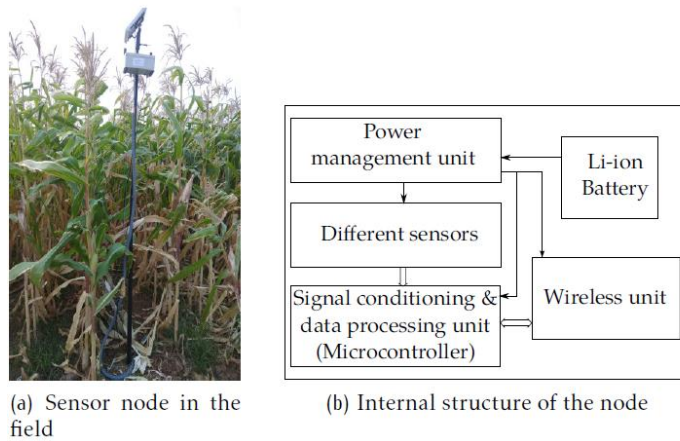 Power
management unit
Li-ion
Battery
Different sensors
Signal conditioning &
data processing unit
(Microcontroller)
Wireless unit
(a) Sensor node in the
field
(b) Internal structure of the node